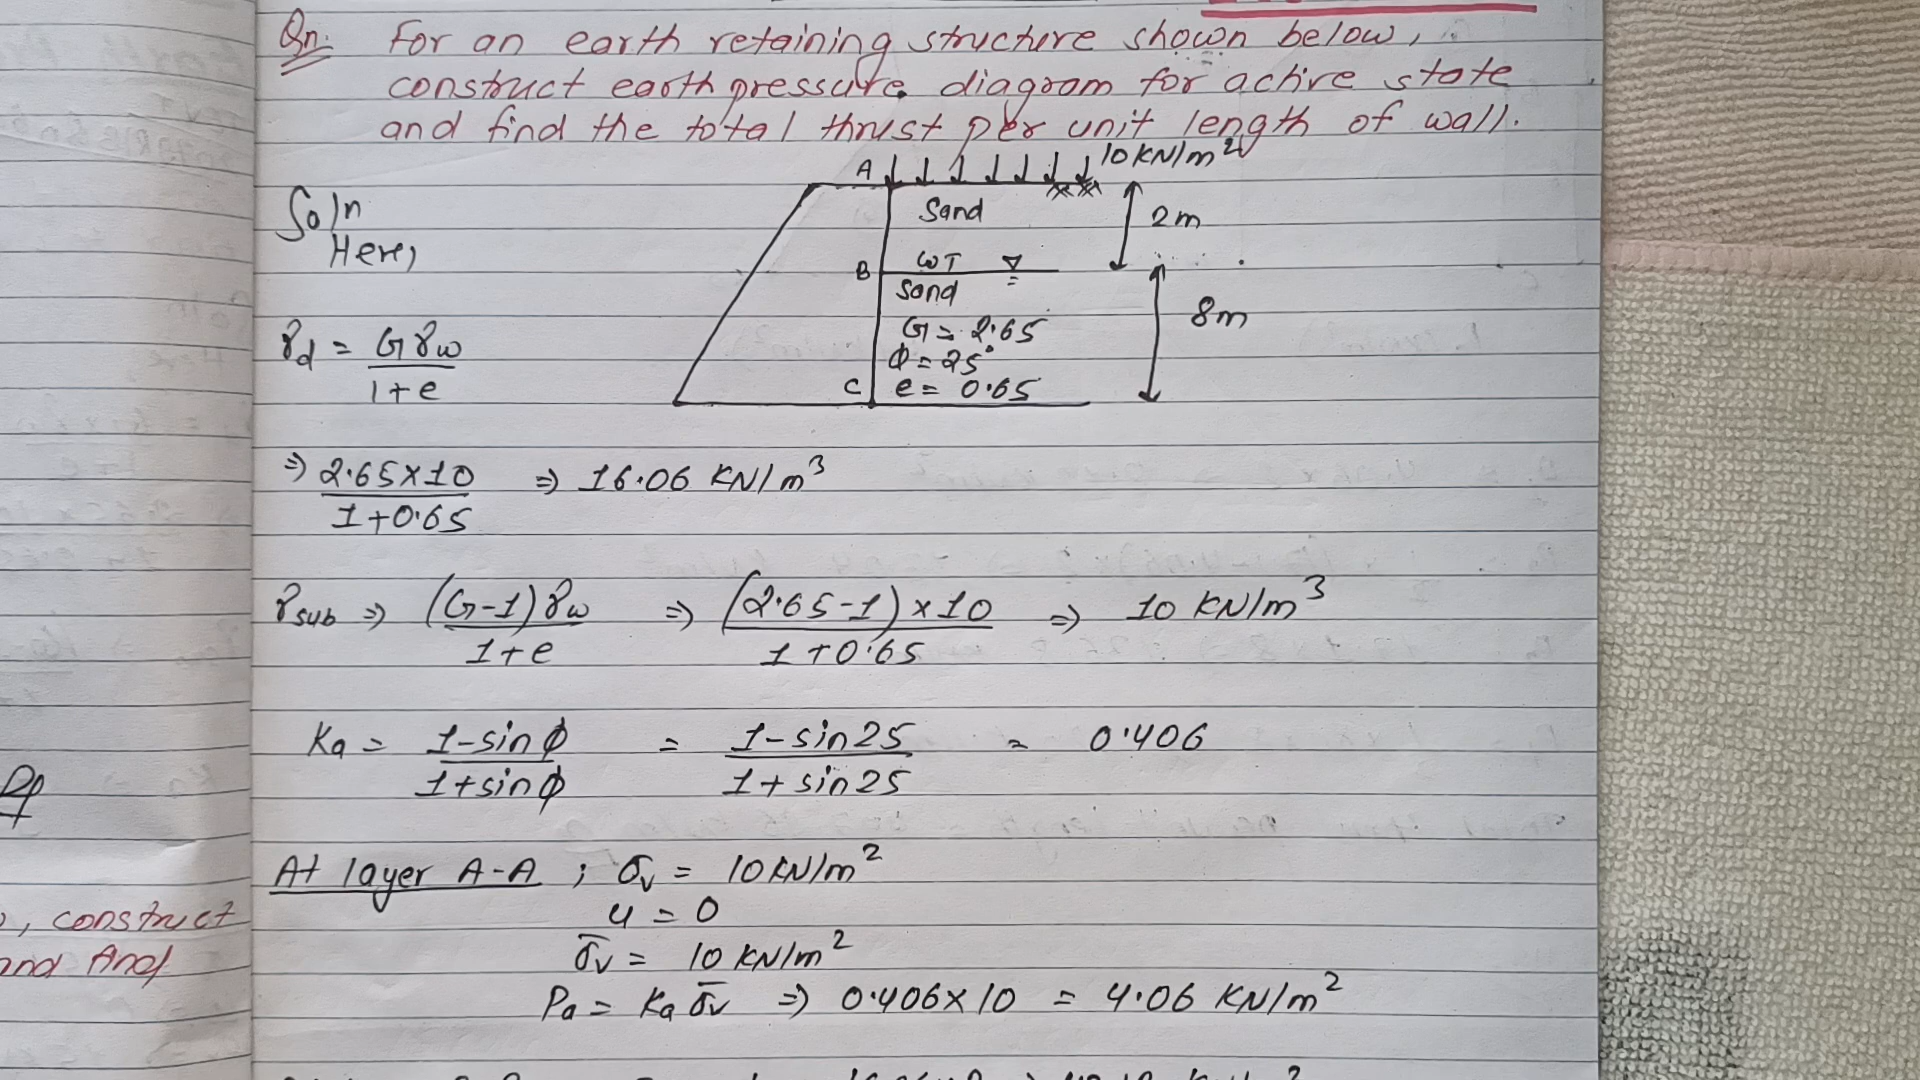 Qn. For an earth retaining structure shown below,
construct earth pressure diagram for active state
and find the total thrust per unit length of wall.
A 10 KN/m²
Soln
Here,
Sand
2m
B WT
Sand
G = 2.65
8m
ϕ = 25°
C e = 0.65
γd = Gγw / 1+e
⇒ 2.65×10 / 1+0.65 ⇒ 16.06 KN/m³
γsub ⇒ (G-1)γw / 1+e ⇒ (2.65-1)×10 / 1+0.65 ⇒ 10 KN/m³
Ka = 1-sinϕ / 1+sinϕ = 1-sin25 / 1+sin25 = 0.406
At layer A-A ; σv = 10 KN/m²
u = 0
σ̅v = 10 KN/m²
Pa = Ka σ̅v ⇒ 0.406×10 = 4.06 KN/m²
, construct
and find